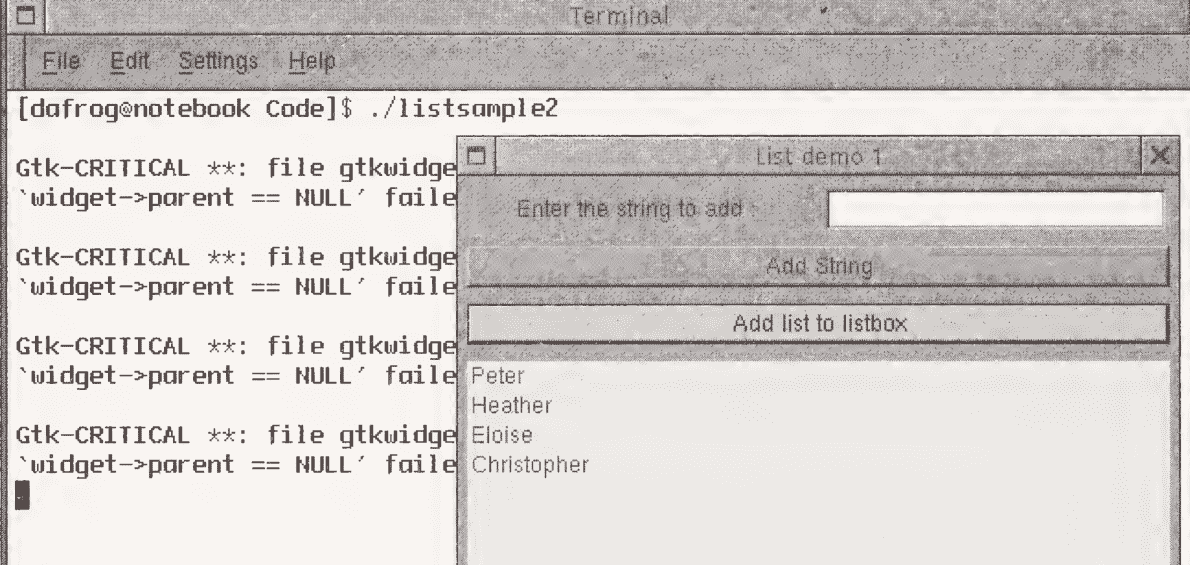 Terminal
File Edit Settings Help
[dafrog@notebook Code]$ ./listsample2
Gtk-CRITICAL **: file gtkwidge
`widget->parent == NULL´ faile
Gtk-CRITICAL **: file gtkwidge
`widget->parent == NULL´ faile
Gtk-CRITICAL **: file gtkwidge
`widget->parent == NULL´ faile
Gtk-CRITICAL **: file gtkwidge
`widget->parent == NULL´ faile
List demo 1
Enter the string to add
Add String
Add list to listbox
Peter
Heather
Eloise
Christopher